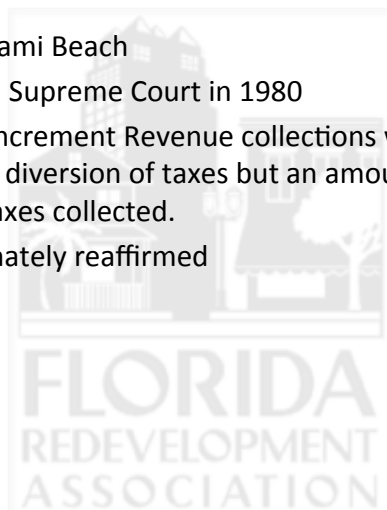 ami Beach
Supreme Court in 1980
ncrement Revenue collections
diversion of taxes but an amou
axes collected.
nately reaffirmed
FLORIDA
REDEVELOPMENT
ASSOCIATION